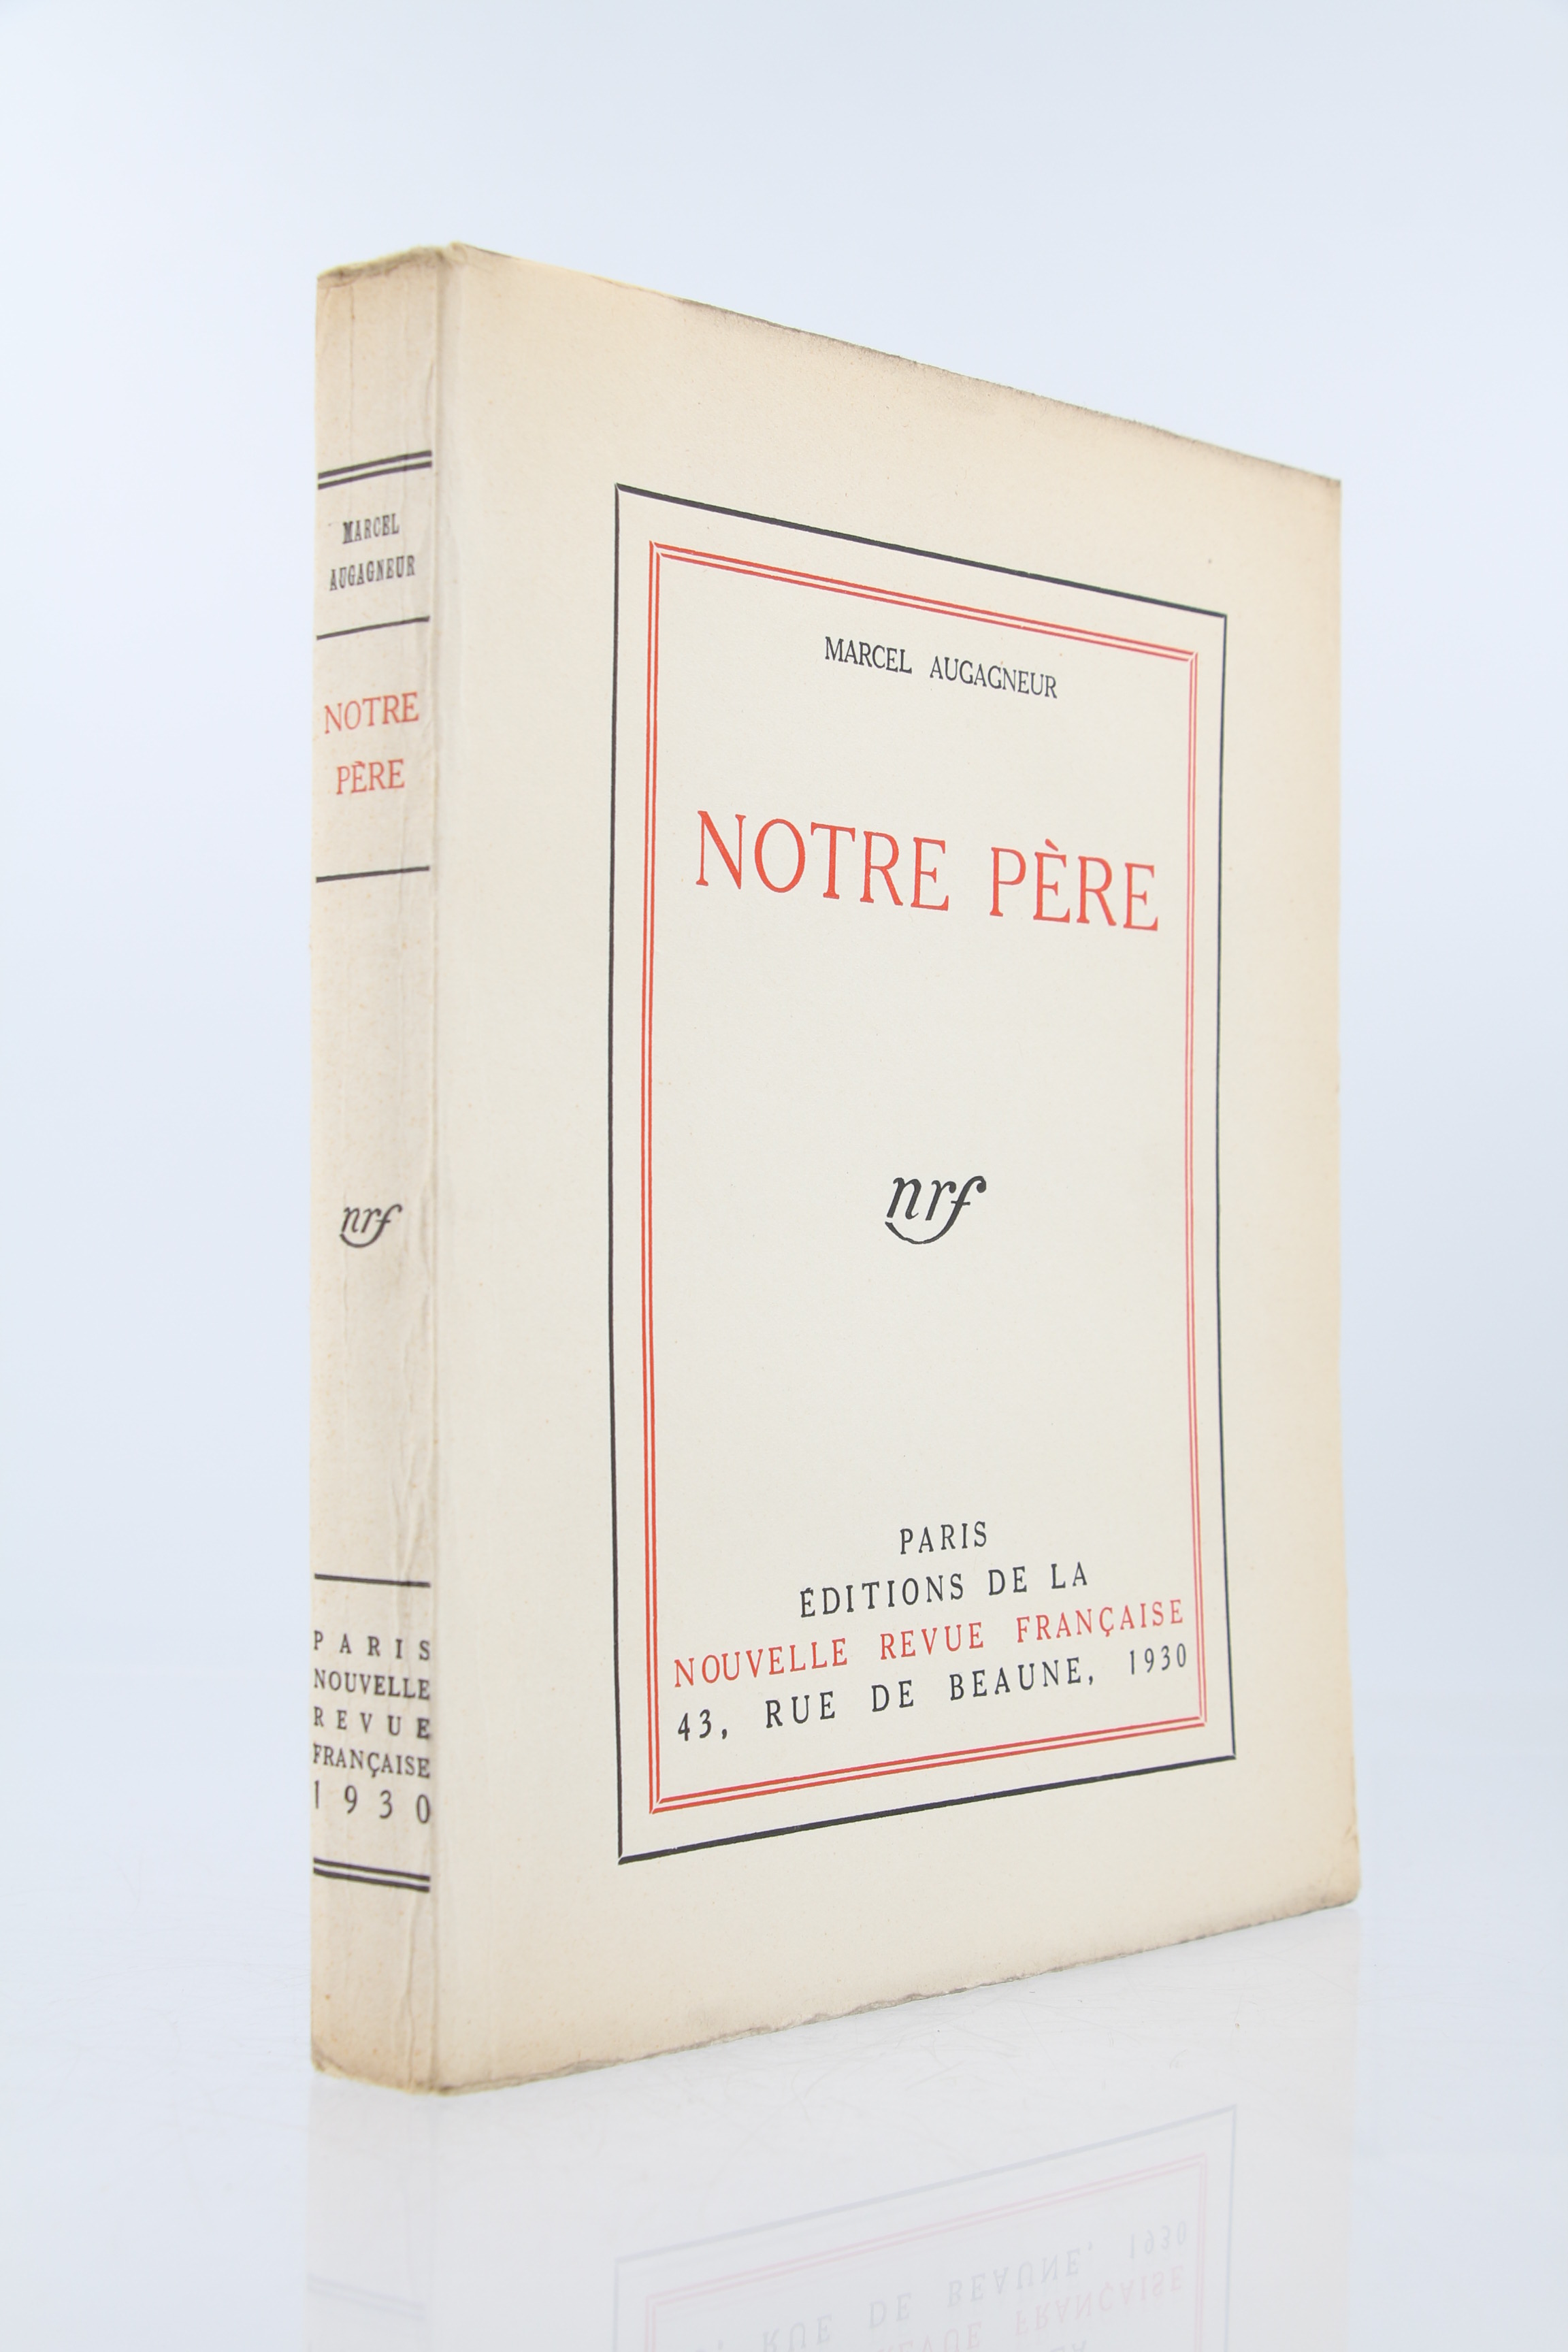 MARCEL
AUGAGNEUR
NOTRE
PÈRE
nrf
PARIS
NOUVELLE
REVUE
FRANÇAISE
1930
MARCEL AUGAGNEUR
NOTRE PÈRE
nrf
PARIS
ÉDITIONS DE LA
NOUVELLE REVUE FRANÇAISE
43, RUE DE BEAUNE, 1930